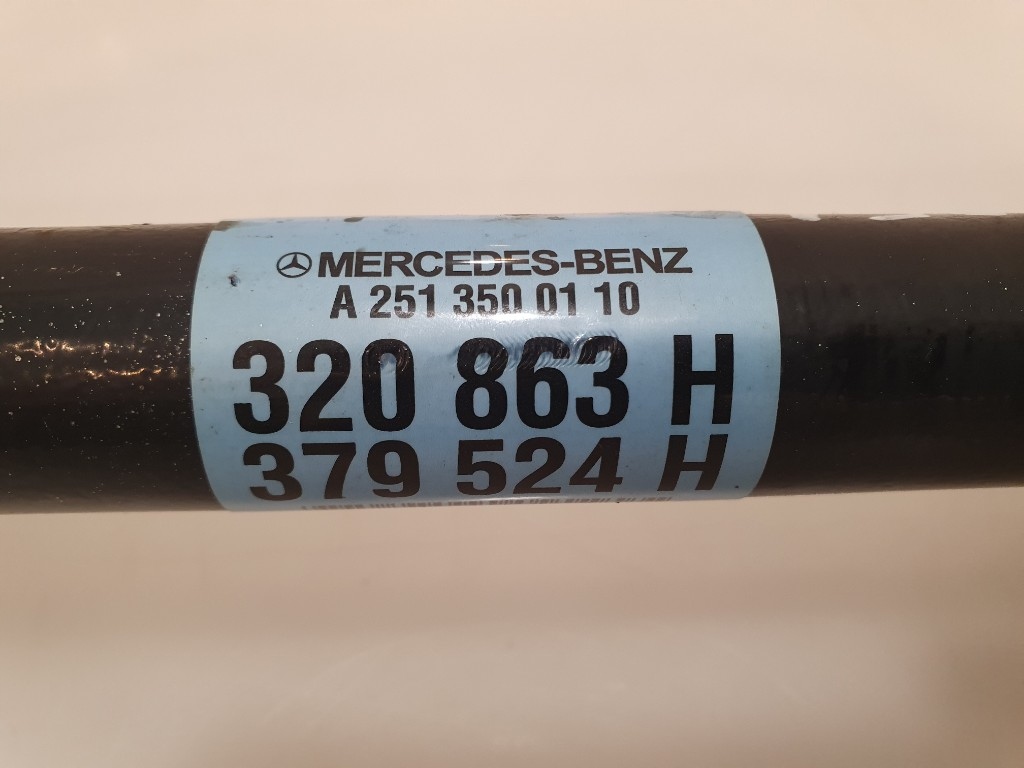 MERCEDES-BENZ
A 251 350 01 10
320 863 H
379 524 H